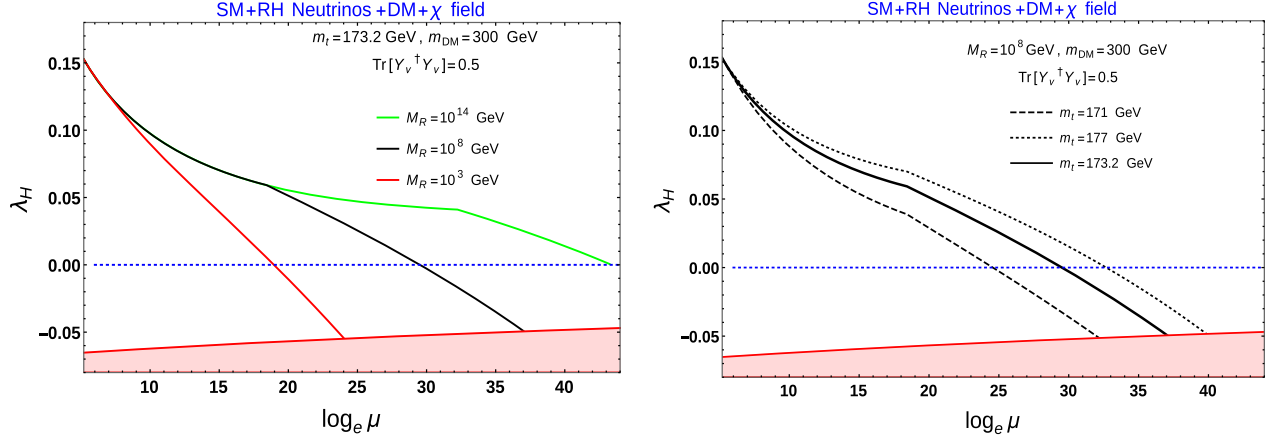 SM+RH Neutrinos +DM+χ field
m_t=173.2 GeV , m_DM=300 GeV
Tr[Y_ν^† Y_ν]=0.5
M_R=10^14 GeV
M_R=10^8 GeV
M_R=10^3 GeV
0.15
0.10
0.05
0.00
−0.05
λ_H
10 15 20 25 30 35 40
log_e μ
SM+RH Neutrinos +DM+χ field
M_R=10^8 GeV , m_DM=300 GeV
Tr[Y_ν^† Y_ν]=0.5
m_t=171 GeV
m_t=177 GeV
m_t=173.2 GeV
0.15
0.10
0.05
0.00
−0.05
λ_H
10 15 20 25 30 35 40
log_e μ